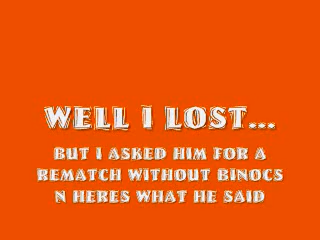 WELL I LOST...
BUT I ASKED HIM FOR A
REMATCH WITHOUT BINOCS
N HERES WHAT HE SAID